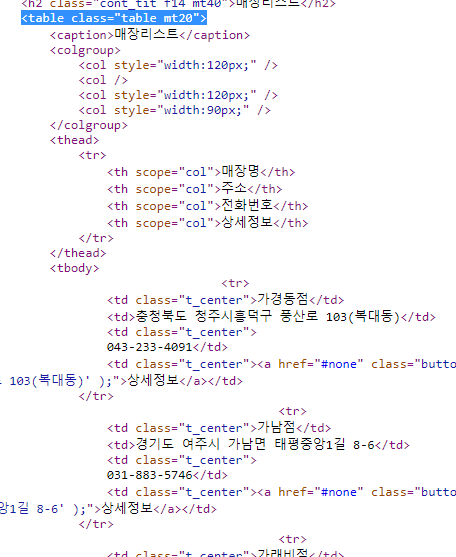 <h2 class="cont_tit f14 mt40">매장리스트</h2>
<table class="table mt20">
<caption>매장리스트</caption>
<colgroup>
<col style="width:120px;" />
<col />
<col style="width:120px;" />
<col style="width:90px;" />
</colgroup>
<thead>
<tr>
<th scope="col">매장명</th>
<th scope="col">주소</th>
<th scope="col">전화번호</th>
<th scope="col">상세정보</th>
</tr>
</thead>
<tbody>
<tr>
<td class="t_center">가경동점</td>
<td>충청북도 청주시흥덕구 풍산로 103(복대동)</td>
<td class="t_center">
043-233-4091</td>
<td class="t_center"><a href="#none" class="butto
103(복대동)' );">상세정보</a></td>
</tr>
<tr>
<td class="t_center">가남점</td>
<td>경기도 여주시 가남면 태평중앙1길 8-6</td>
<td class="t_center">
031-883-5746</td>
<td class="t_center"><a href="#none" class="butto
앙1길 8-6' );">상세정보</a></td>
</tr>
<tr>
<td class="t_center">가래비점</td>